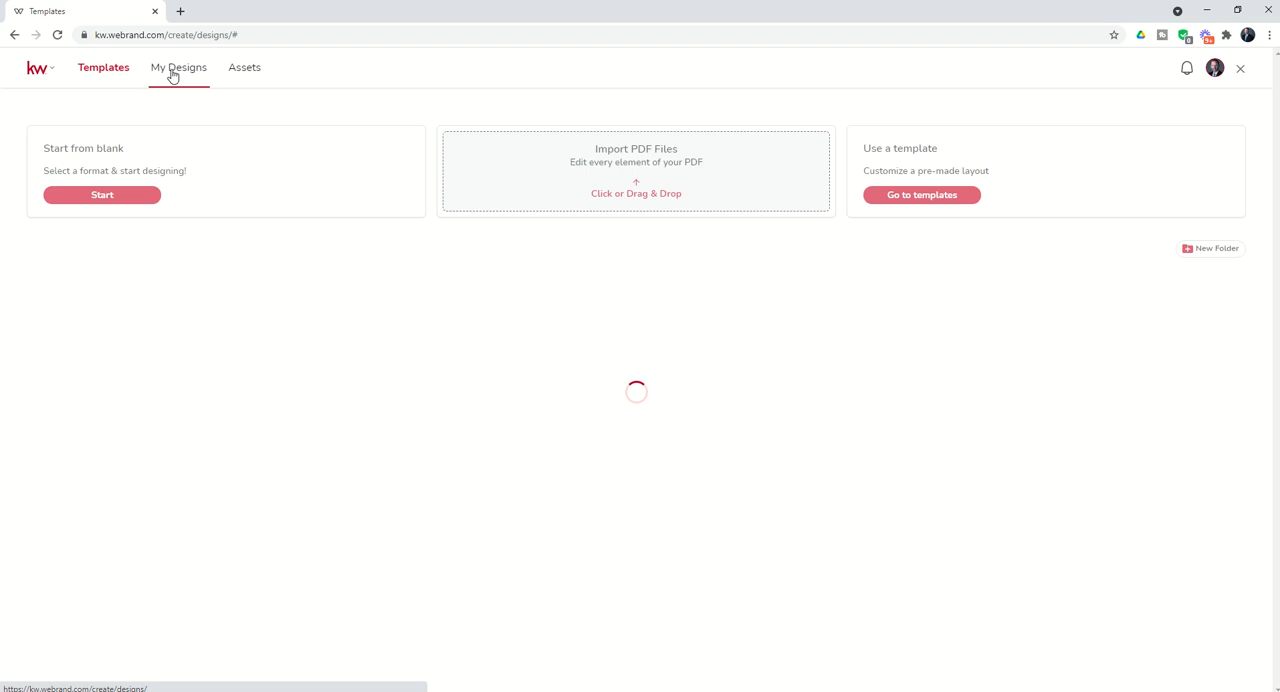 Templates
kw.webrand.com/create/designs/#
0
9+
kw
Templates
My Designs
Assets
Start from blank
Select a format & start designing!
Start
Import PDF Files
Edit every element of your PDF
Click or Drag & Drop
Use a template
Customize a pre-made layout
Go to templates
New Folder
https://kw.webrand.com/create/designs/